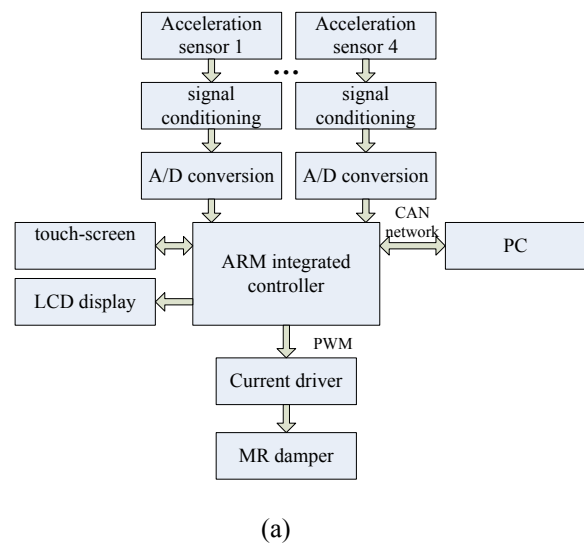 Acceleration
sensor 1
Acceleration
sensor 4
...
signal
conditioning
signal
conditioning
A/D conversion
A/D conversion
touch-screen
CAN
network
PC
ARM integrated
controller
LCD display
PWM
Current driver
MR damper
(a)